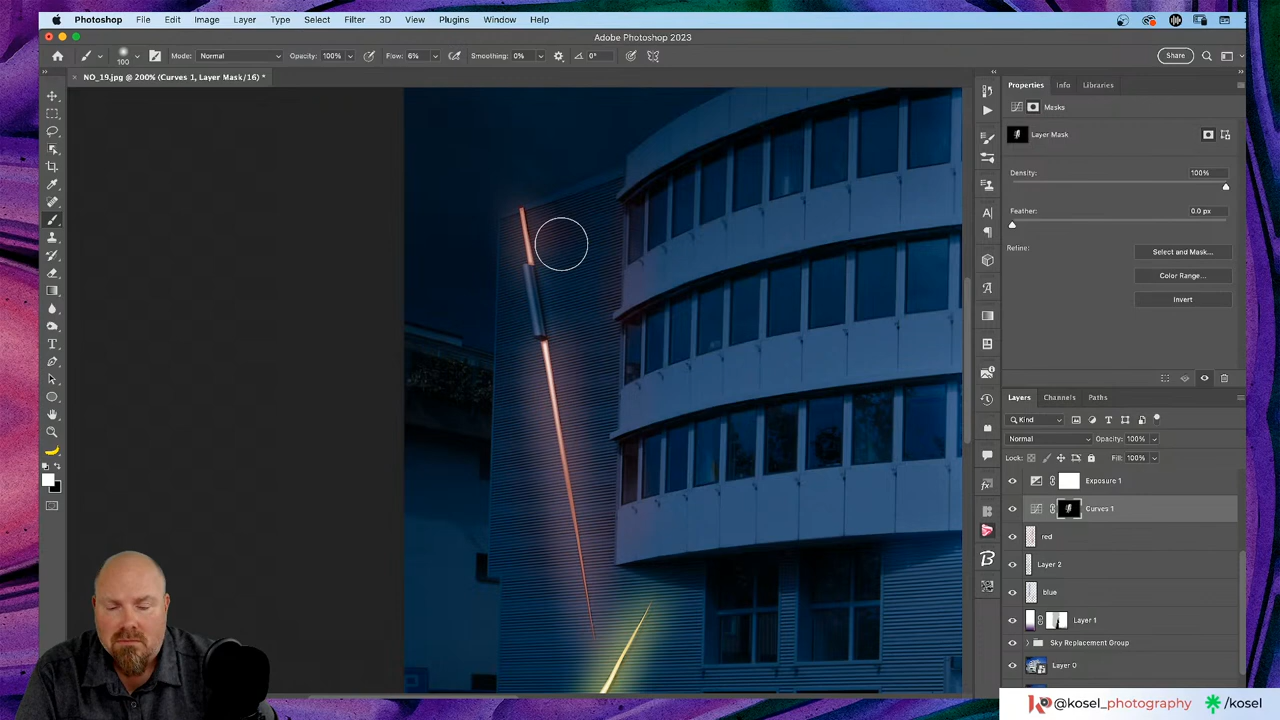 Photoshop File Edit Image Layer Type Select Filter 3D View Plugins Window Help
Adobe Photoshop 2023
100 Mode: Normal Opacity: 100% Flow: 6% Smoothing: 0% 0° Share
NO_19.jpg @ 200% (Curves 1, Layer Mask/16) *
Properties Info Libraries
Masks
Layer Mask
Density: 100%
Feather: 0.0 px
Refine: Select and Mask...
Color Range...
Invert
Layers Channels Paths
Kind
Normal Opacity: 100%
Lock: Fill: 100%
Exposure 1
Curves 1
red
Layer 2
blue
Layer 1
Sky Replacement Group
Layer 0
@kosel_photography /kosel